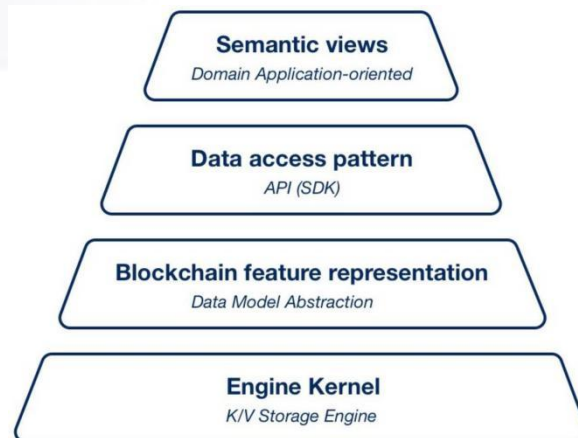 Semantic views
Domain Application-oriented
Data access pattern
API (SDK)
Blockchain feature representation
Data Model Abstraction
Engine Kernel
K/V Storage Engine